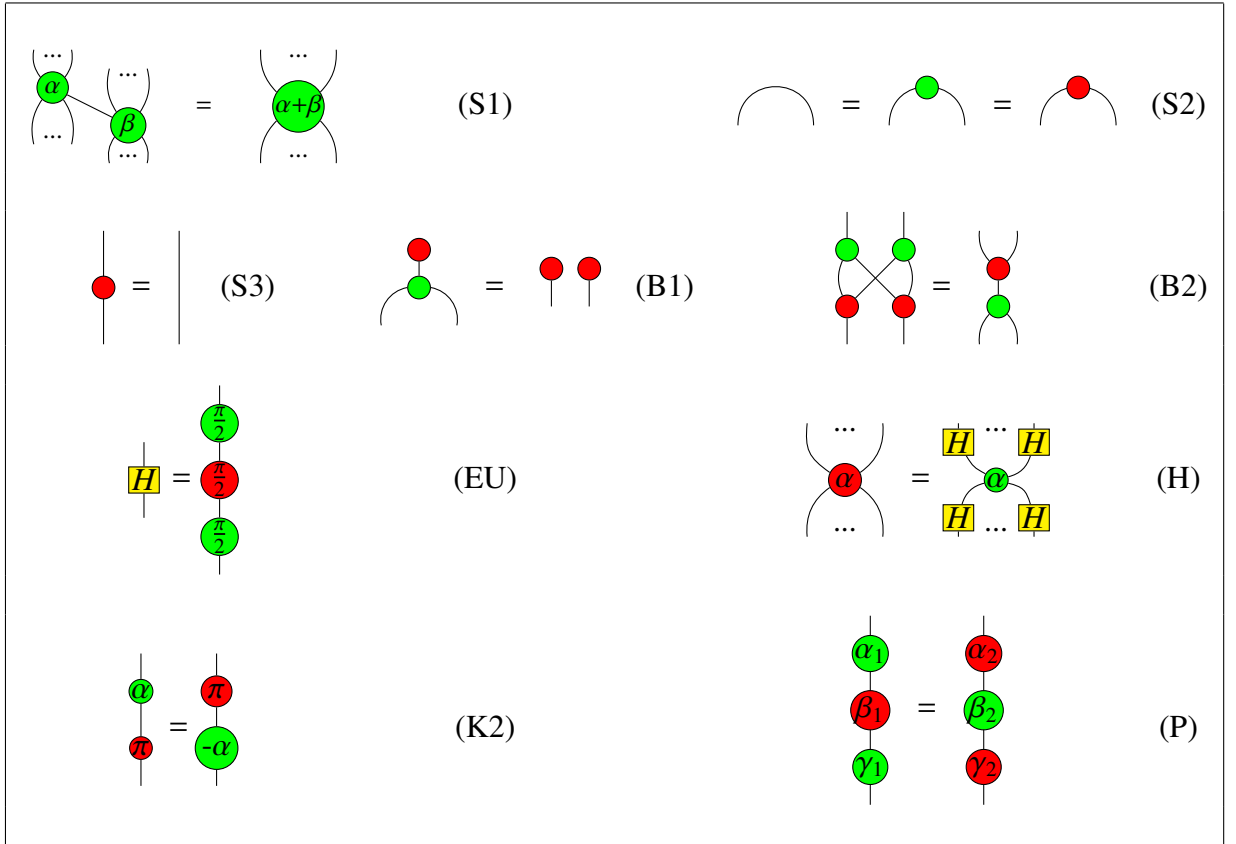 ... ... ... 
α = α+β (S1) = = (S2)
β
... ... ...
= (S3) = (B1) = (B2)
π/2
H = π/2 (EU)
π/2
H ... H
... α ... = α (H)
H ... H
α π
= (K2)
π -α
α₁ α₂
β₁ = β₂ (P)
γ₁ γ₂